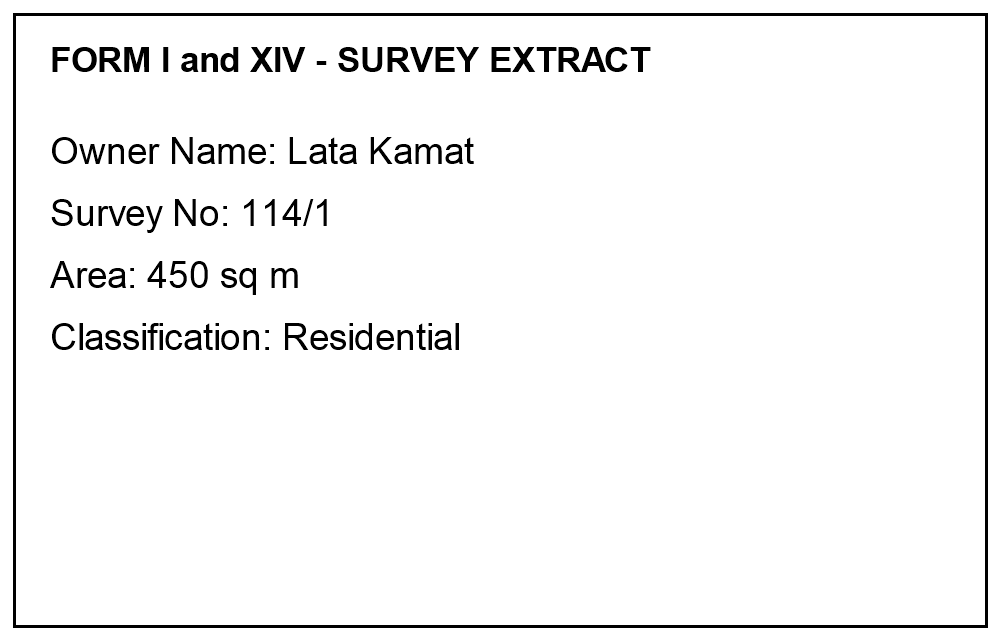 FORM I and XIV - SURVEY EXTRACT
Owner Name: Lata Kamat
Survey No: 114/1
Area: 450 sq m
Classification: Residential